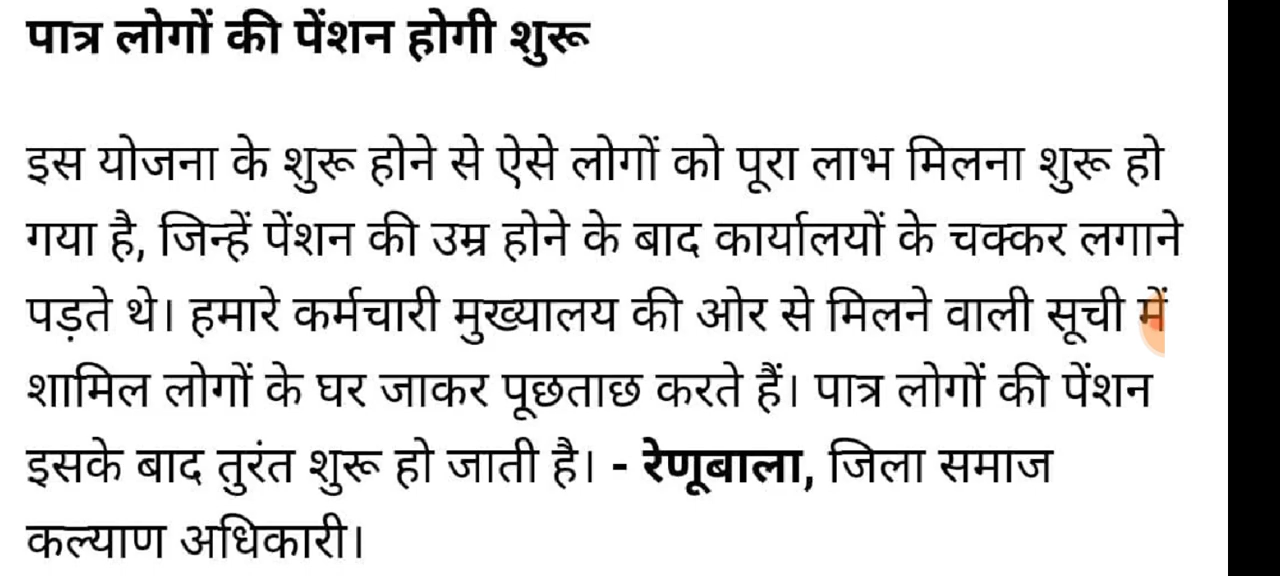 पात्र लोगों की पेंशन होगी शुरू
इस योजना के शुरू होने से ऐसे लोगों को पूरा लाभ मिलना शुरू हो
गया है, जिन्हें पेंशन की उम्र होने के बाद कार्यालयों के चक्कर लगाने
पड़ते थे। हमारे कर्मचारी मुख्यालय की ओर से मिलने वाली सूची में
शामिल लोगों के घर जाकर पूछताछ करते हैं। पात्र लोगों की पेंशन
इसके बाद तुरंत शुरू हो जाती है। - रेणूबाला, जिला समाज
कल्याण अधिकारी।